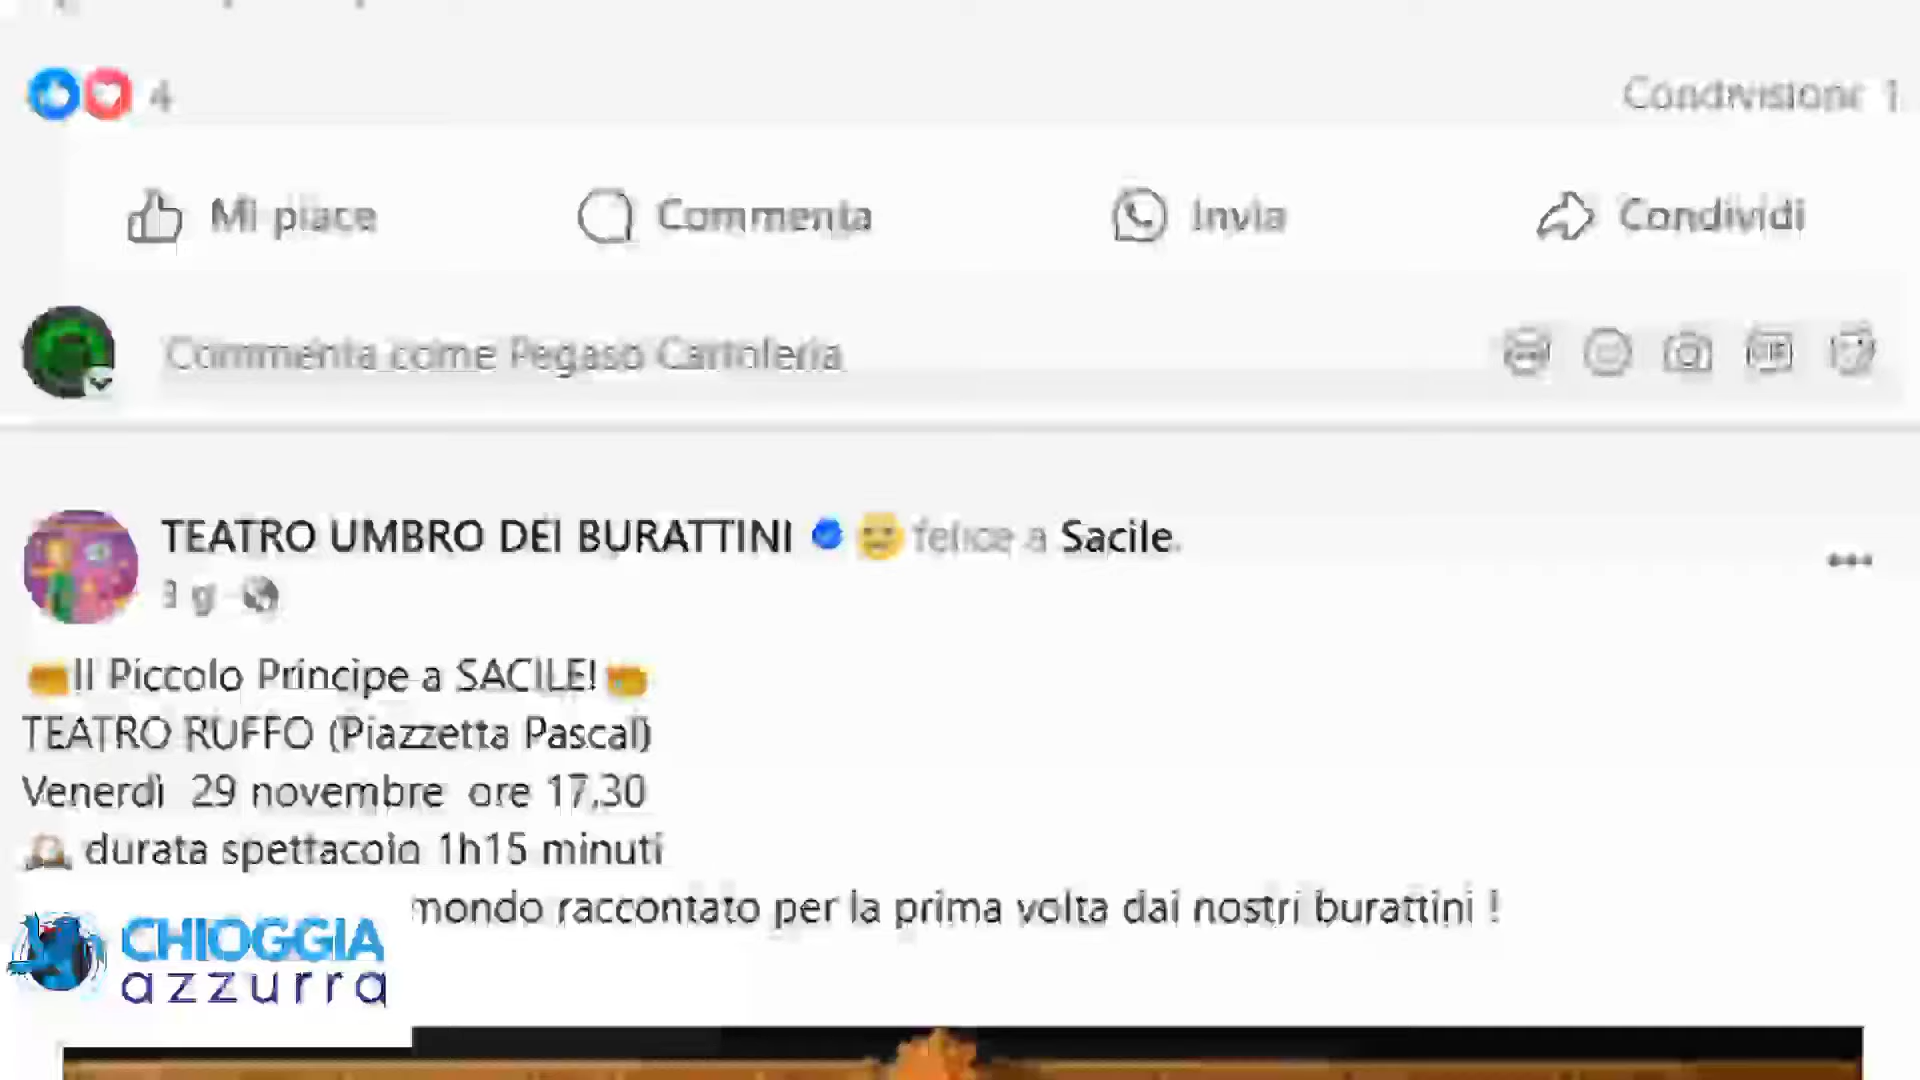 4
Condivisione 1
Mi piace
Commenta
Invia
Condividi
Commenta come Pegaso Cartoleria
TEATRO UMBRO DEI BURATTINI felice a Sacile.
3 g
Il Piccolo Principe a SACILE!
TEATRO RUFFO (Piazzetta Pascal)
Venerdì 29 novembre ore 17,30
durata spettacolo 1h15 minuti
mondo raccontato per la prima volta dai nostri burattini !
CHIOGGIA
azzurra